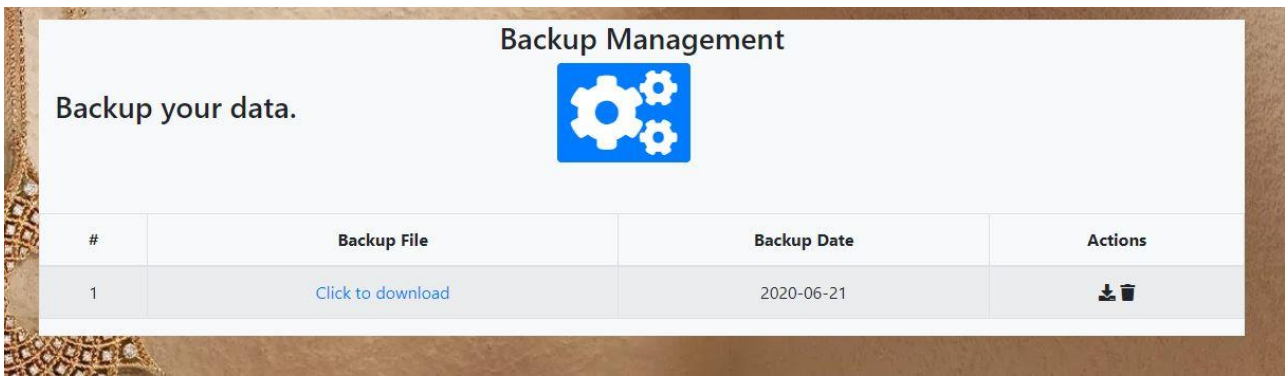 Backup Management
Backup your data.
# Backup File Backup Date Actions
1 Click to download 2020-06-21